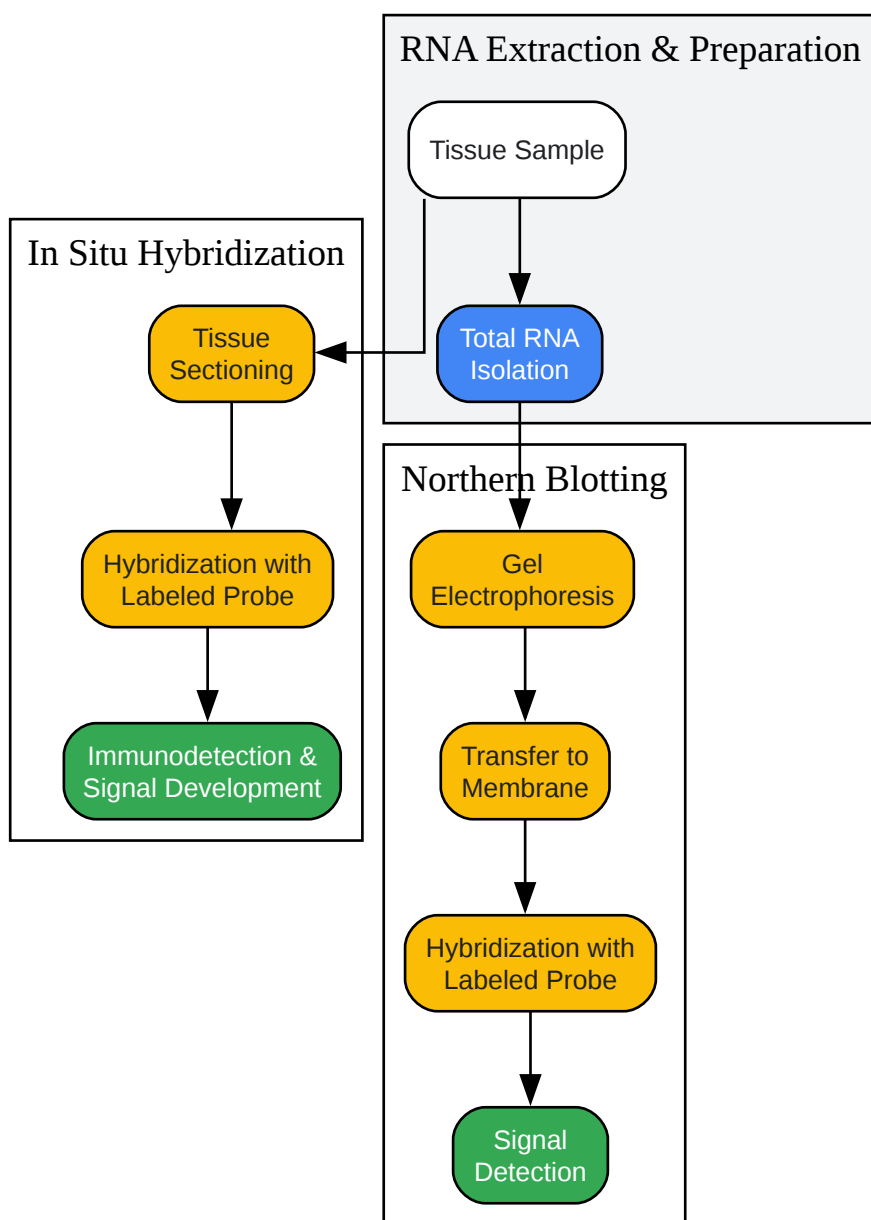 RNA Extraction & Preparation
Tissue Sample
Total RNA
Isolation
In Situ Hybridization
Tissue
Sectioning
Hybridization with
Labeled Probe
Immunodetection &
Signal Development
Northern Blotting
Gel
Electrophoresis
Transfer to
Membrane
Hybridization with
Labeled Probe
Signal
Detection